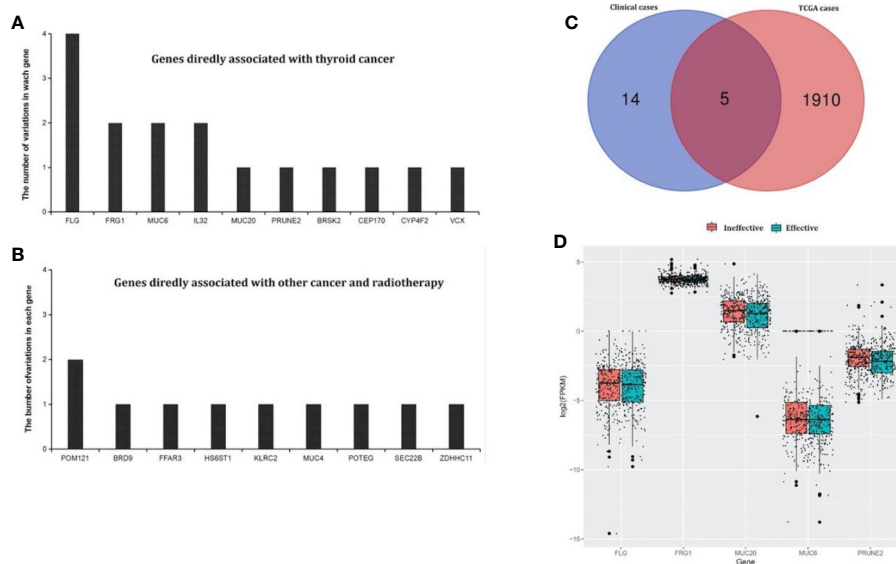 A
Genes diredly associated with thyroid cancer
The number of variations in wach gene
4
3
2
1
0
FLG FRG1 MUC6 IL32 MUC20 PRUNE2 BRSK2 CEP170 CYP4F2 VCX
B
Genes diredly associated with other cancer and radiotherapy
The bumber ofvariations in each gene
4
3
2
1
0
POM121 BRD9 FFAR3 HS6ST1 KLRC2 MUC4 POTEG SEC22B ZDHHC11
C
Clinical cases TCGA cases
14 5 1910
D
Ineffective Effective
log2(FPKM)
5
0
−5
−10
−15
FLG FRG1 MUC20 MUC6 PRUNE2
Gene